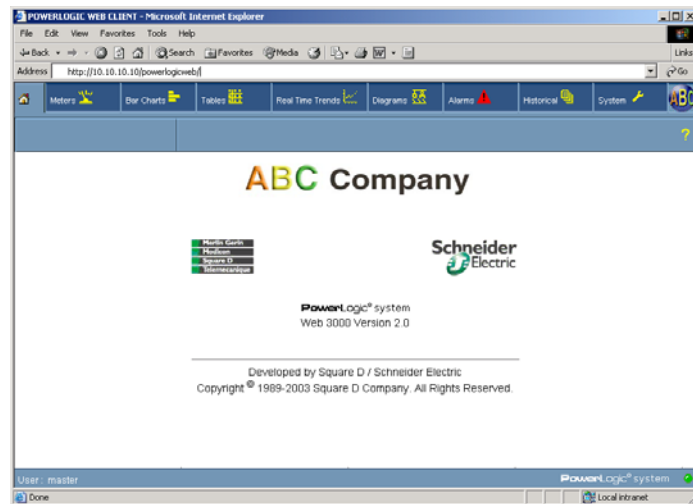 POWERLOGIC WEB CLIENT - Microsoft Internet Explorer
File Edit View Favorites Tools Help
Back Search Favorites Media
Links
Address http://10.10.10.10/powerlogicweb/ Go
Meters Bar Charts Tables Real Time Trends Diagrams Alarms Historical System ABC
?
ABC Company
Merlin Gerin
Modicon
Square D
Telemecanique
Schneider
Electric
PowerLogic® system
Web 3000 Version 2.0
Developed by Square D / Schneider Electric
Copyright © 1989-2003 Square D Company. All Rights Reserved.
User: master PowerLogic® system
Done Local intranet